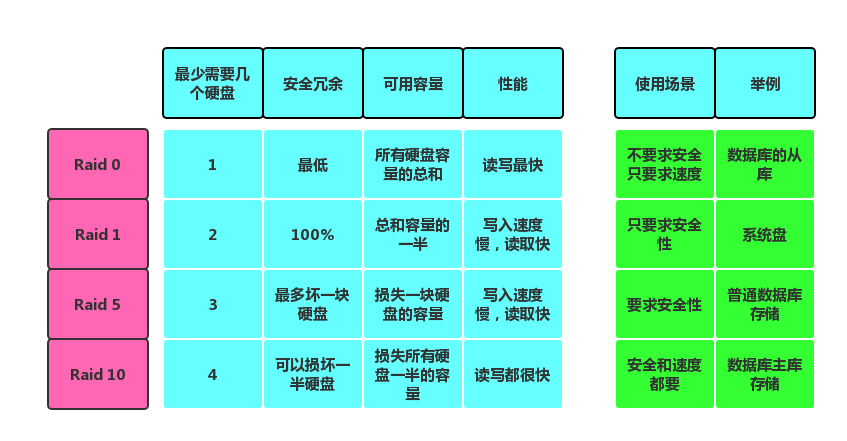 最少需要几
个硬盘
安全冗余
可用容量
性能
使用场景
举例
Raid 0
1
最低
所有硬盘容
量的总和
读写最快
不要求安全
只要求速度
数据库的从
库
Raid 1
2
100%
总和容量的
一半
写入速度
慢，读取快
只要求安全
性
系统盘
Raid 5
3
最多坏一块
硬盘
损失一块硬
盘的容量
写入速度
慢，读取快
要求安全性
普通数据库
存储
Raid 10
4
可以损坏一
半硬盘
损失所有硬
盘一半的容
量
读写都很快
安全和速度
都要
数据库主库
存储